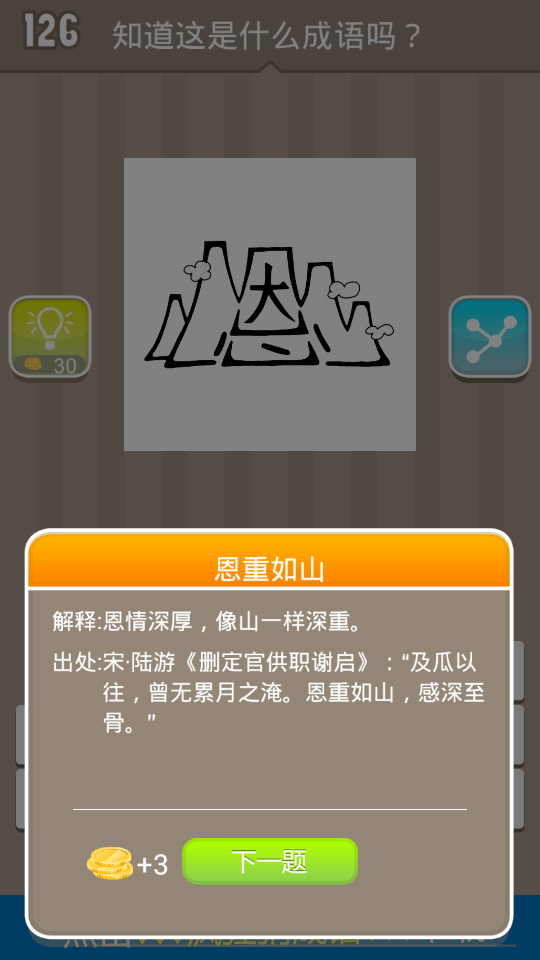 126 知道这是什么成语吗？
大
30
恩重如山
解释:恩情深厚，像山一样深重。
出处:宋·陆游《删定官供职谢启》："及瓜以
往，曾无累月之淹。恩重如山，感深至
骨。"
+3 下一题